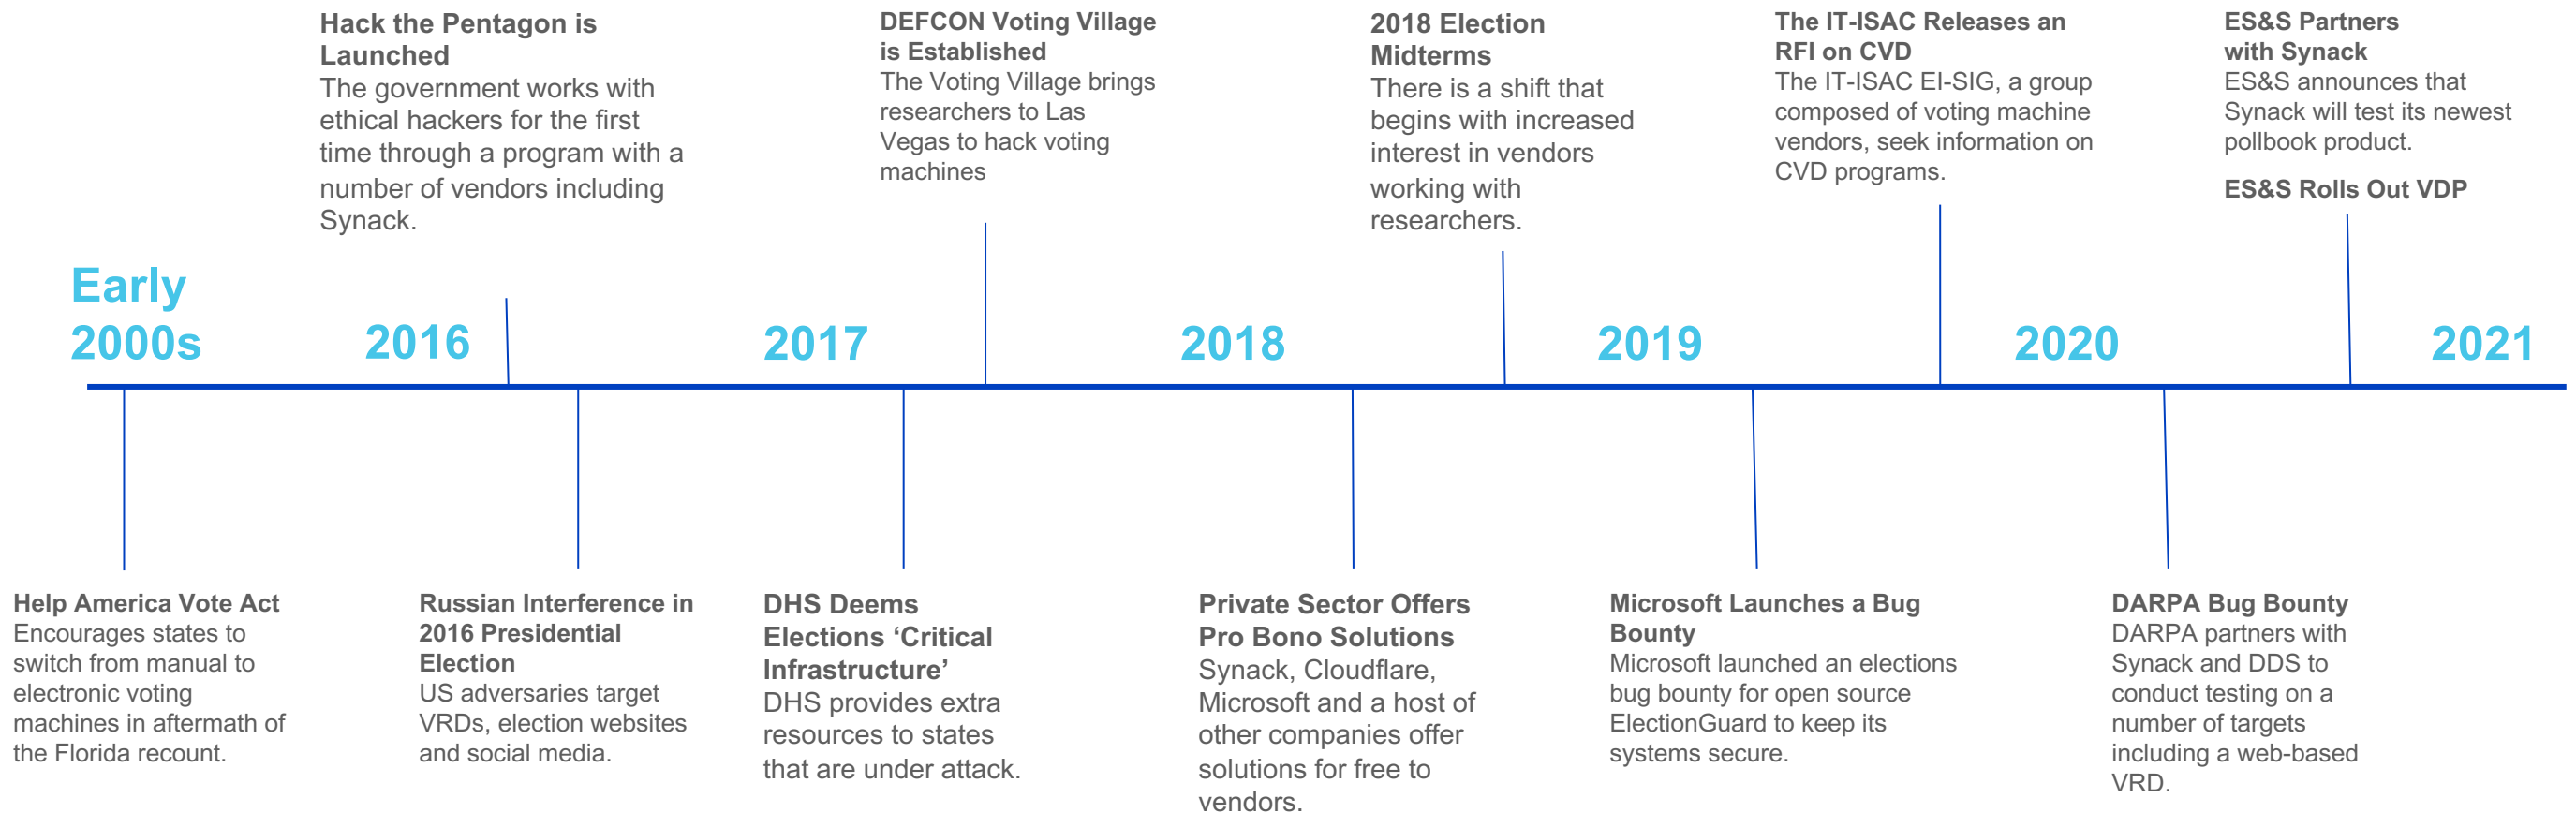 Hack the Pentagon is
Launched
The government works with
ethical hackers for the first
time through a program with a
number of vendors including
Synack.
DEFCON Voting Village
is Established
The Voting Village brings
researchers to Las
Vegas to hack voting
machines
2018 Election
Midterms
There is a shift that
begins with increased
interest in vendors
working with
researchers.
The IT-ISAC Releases an
RFI on CVD
The IT-ISAC EI-SIG, a group
composed of voting machine
vendors, seek information on
CVD programs.
ES&S Partners
with Synack
ES&S announces that
Synack will test its newest
pollbook product.
ES&S Rolls Out VDP
Early
2000s
2016
2017
2018
2019
2020
2021
Help America Vote Act
Encourages states to
switch from manual to
electronic voting
machines in aftermath of
the Florida recount.
Russian Interference in
2016 Presidential
Election
US adversaries target
VRDs, election websites
and social media.
DHS Deems
Elections ‘Critical
Infrastructure’
DHS provides extra
resources to states
that are under attack.
Private Sector Offers
Pro Bono Solutions
Synack, Cloudflare,
Microsoft and a host of
other companies offer
solutions for free to
vendors.
Microsoft Launches a Bug
Bounty
Microsoft launched an elections
bug bounty for open source
ElectionGuard to keep its
systems secure.
DARPA Bug Bounty
DARPA partners with
Synack and DDS to
conduct testing on a
number of targets
including a web-based
VRD.